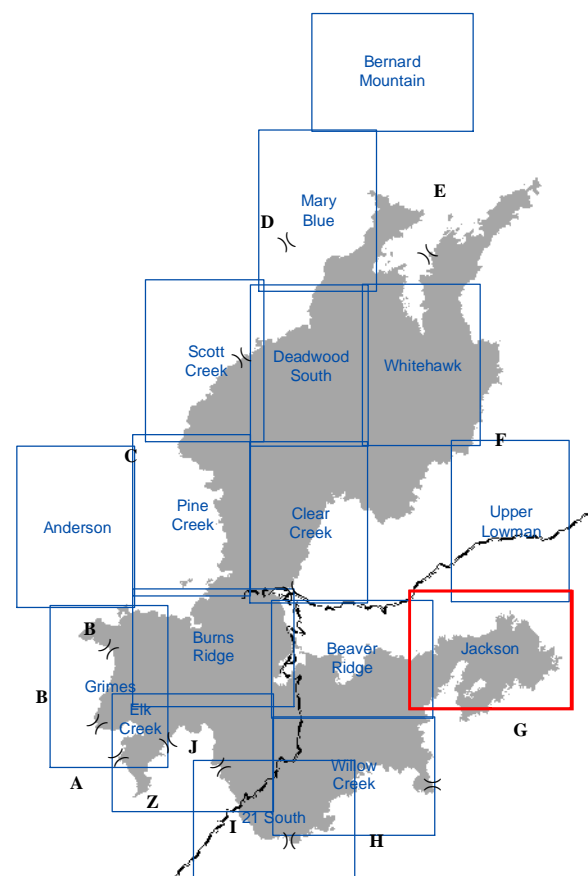 Bernard
Mountain
E
Mary
Blue
D
Scott
Creek
Deadwood
South
Whitehawk
F
C
Pine
Creek
Clear
Creek
Upper
Lowman
Anderson
B
Burns
Ridge
Beaver
Ridge
Jackson
Grimes
B
Elk
Creek
G
J
Willow
Creek
A
Z
21 South
I
H